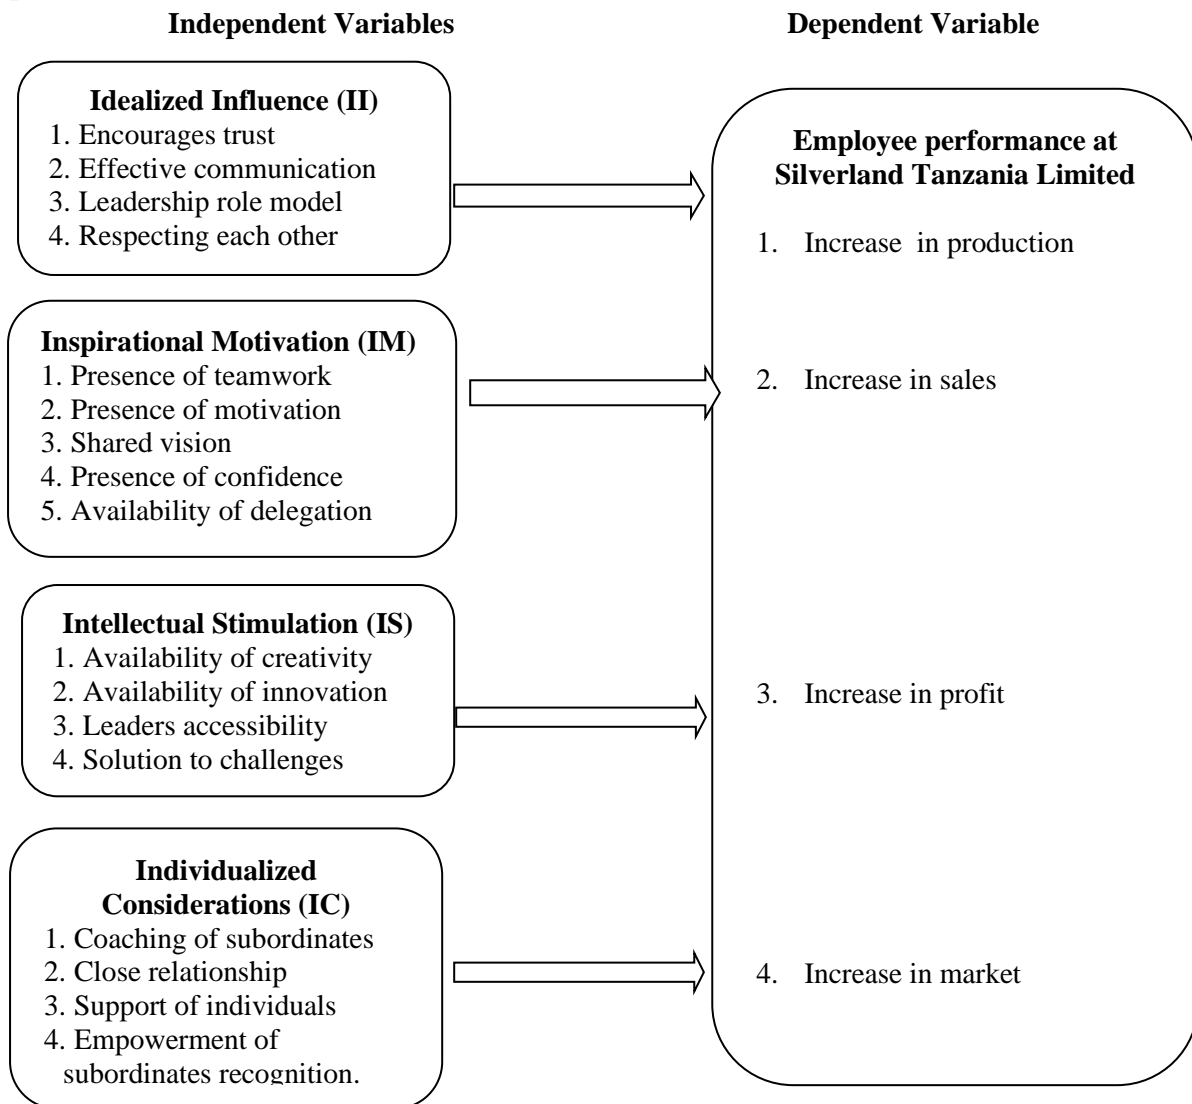 Independent Variables
Dependent Variable
Idealized Influence (II)
1. Encourages trust
2. Effective communication
3. Leadership role model
4. Respecting each other
Inspirational Motivation (IM)
1. Presence of teamwork
2. Presence of motivation
3. Shared vision
4. Presence of confidence
5. Availability of delegation
Intellectual Stimulation (IS)
1. Availability of creativity
2. Availability of innovation
3. Leaders accessibility
4. Solution to challenges
Individualized
Considerations (IC)
1. Coaching of subordinates
2. Close relationship
3. Support of individuals
4. Empowerment of
subordinates recognition.
Employee performance at
Silverland Tanzania Limited
1. Increase in production
2. Increase in sales
3. Increase in profit
4. Increase in market